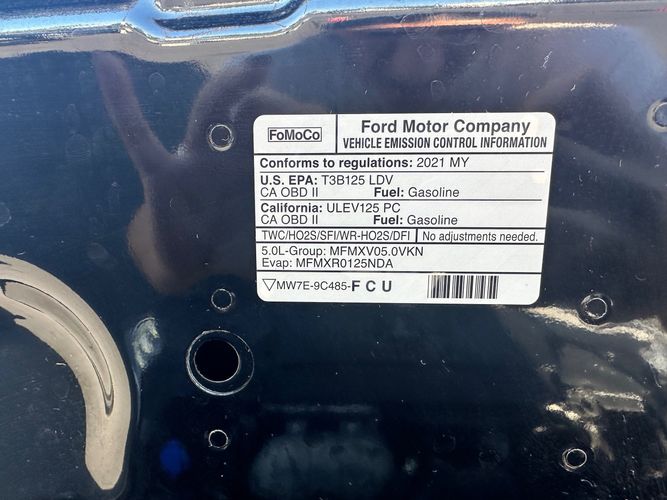 FoMoCo
Ford Motor Company
VEHICLE EMISSION CONTROL INFORMATION
Conforms to regulations: 2021 MY
U.S. EPA: T3B125 LDV
CA OBD II Fuel: Gasoline
California: ULEV125 PC
CA OBD II Fuel: Gasoline
TWC/HO2S/SFI/WR-HO2S/DFI No adjustments needed.
5.0L-Group: MFMXV05.0VKN
Evap: MFMXR0125NDA
MW7E-9C485-F C U